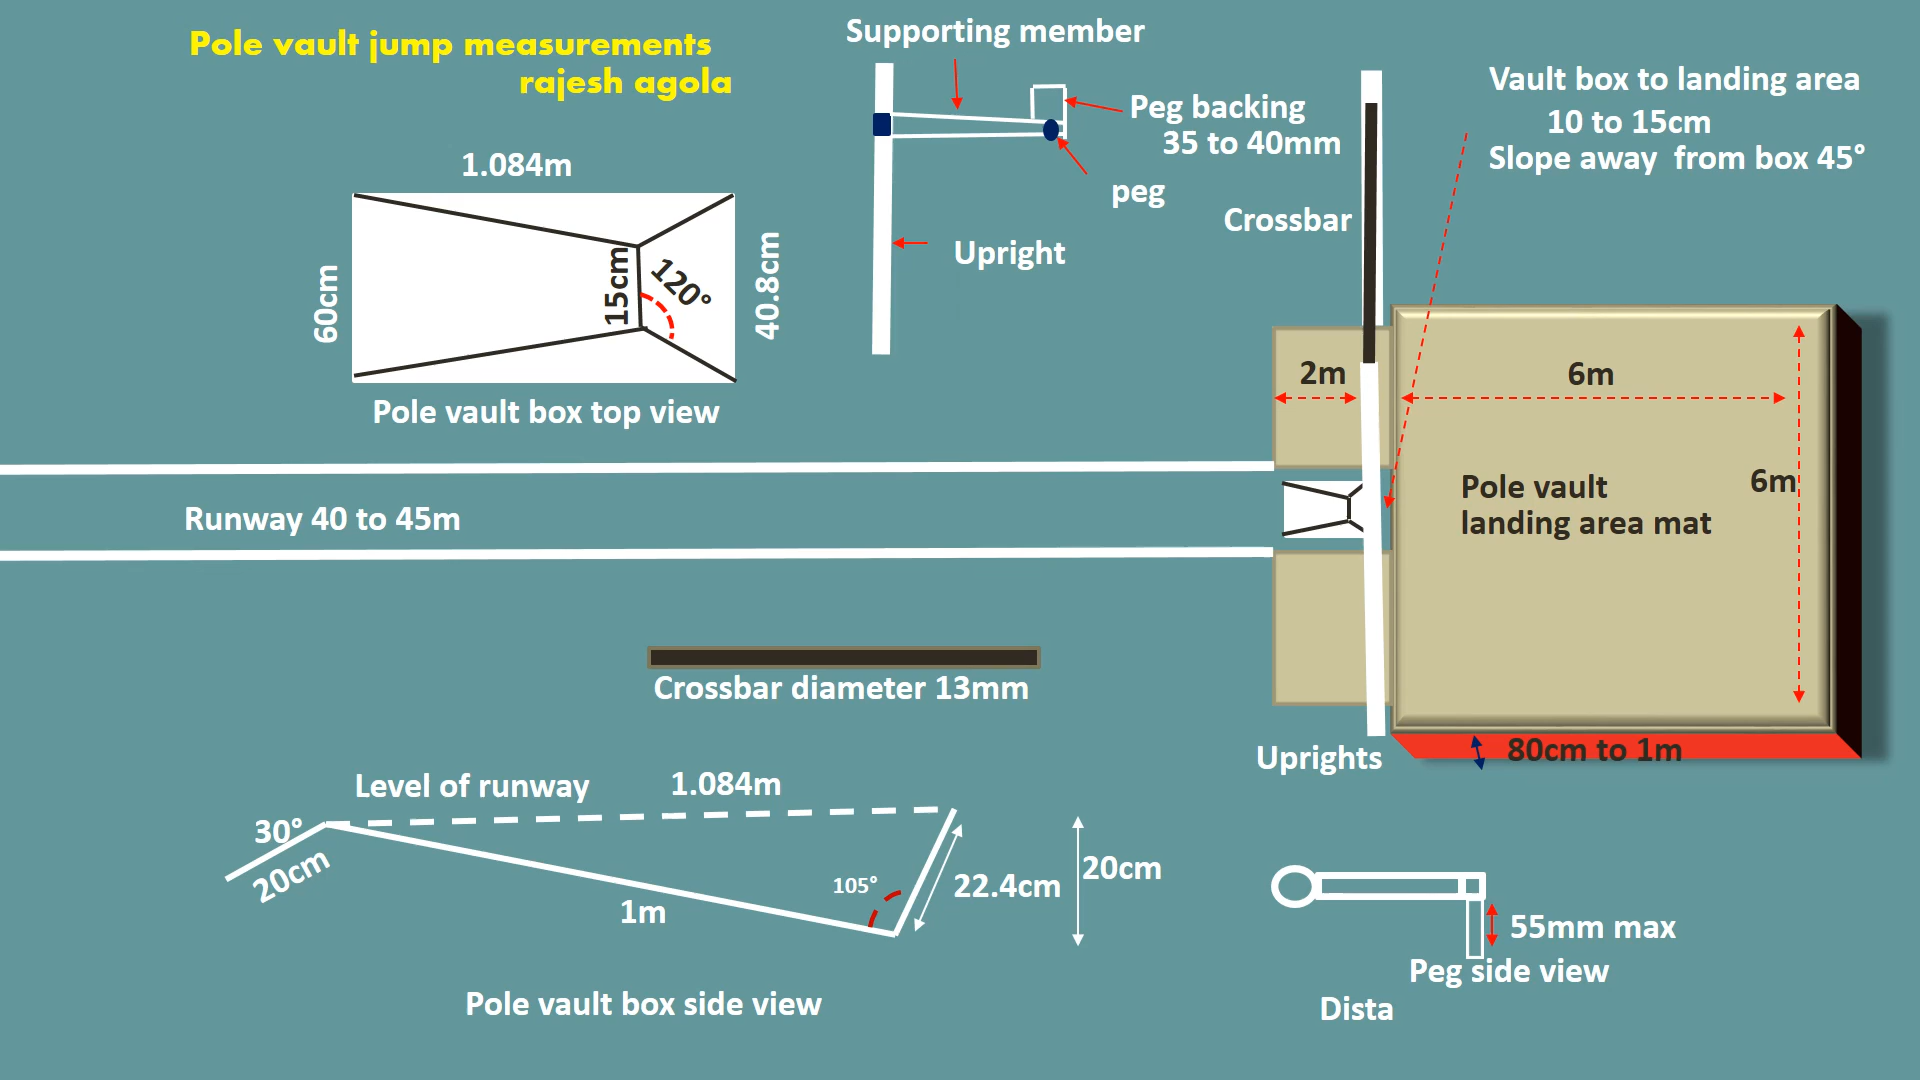 Pole vault jump measurements
rajesh agola
Supporting member
Peg backing
35 to 40mm
peg
Upright
Crossbar
Vault box to landing area
10 to 15cm
Slope away from box 45°
1.084m
60cm
15cm
120°
40.8cm
Pole vault box top view
2m
6m
6m
Pole vault
landing area mat
Runway 40 to 45m
Crossbar diameter 13mm
Uprights
80cm to 1m
Level of runway
1.084m
30°
20cm
1m
105°
22.4cm
20cm
Pole vault box side view
55mm max
Peg side view
Dista